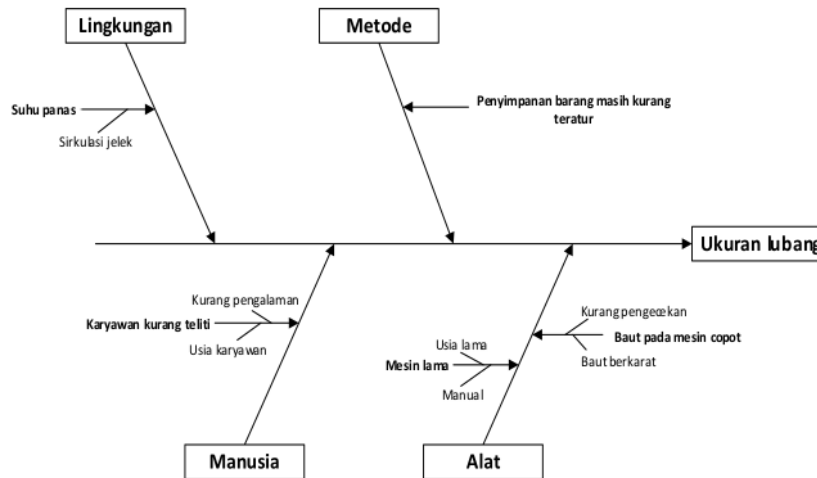 Lingkungan
Metode
Suhu panas
Sirkulasi jelek
Penyimpanan barang masih kurang
teratur
Ukuran lubang
Kurang pengalaman
Karyawan kurang teliti
Usia karyawan
Kurang pengecekan
Baut pada mesin copot
Baut berkarat
Usia lama
Mesin lama
Manual
Manusia
Alat